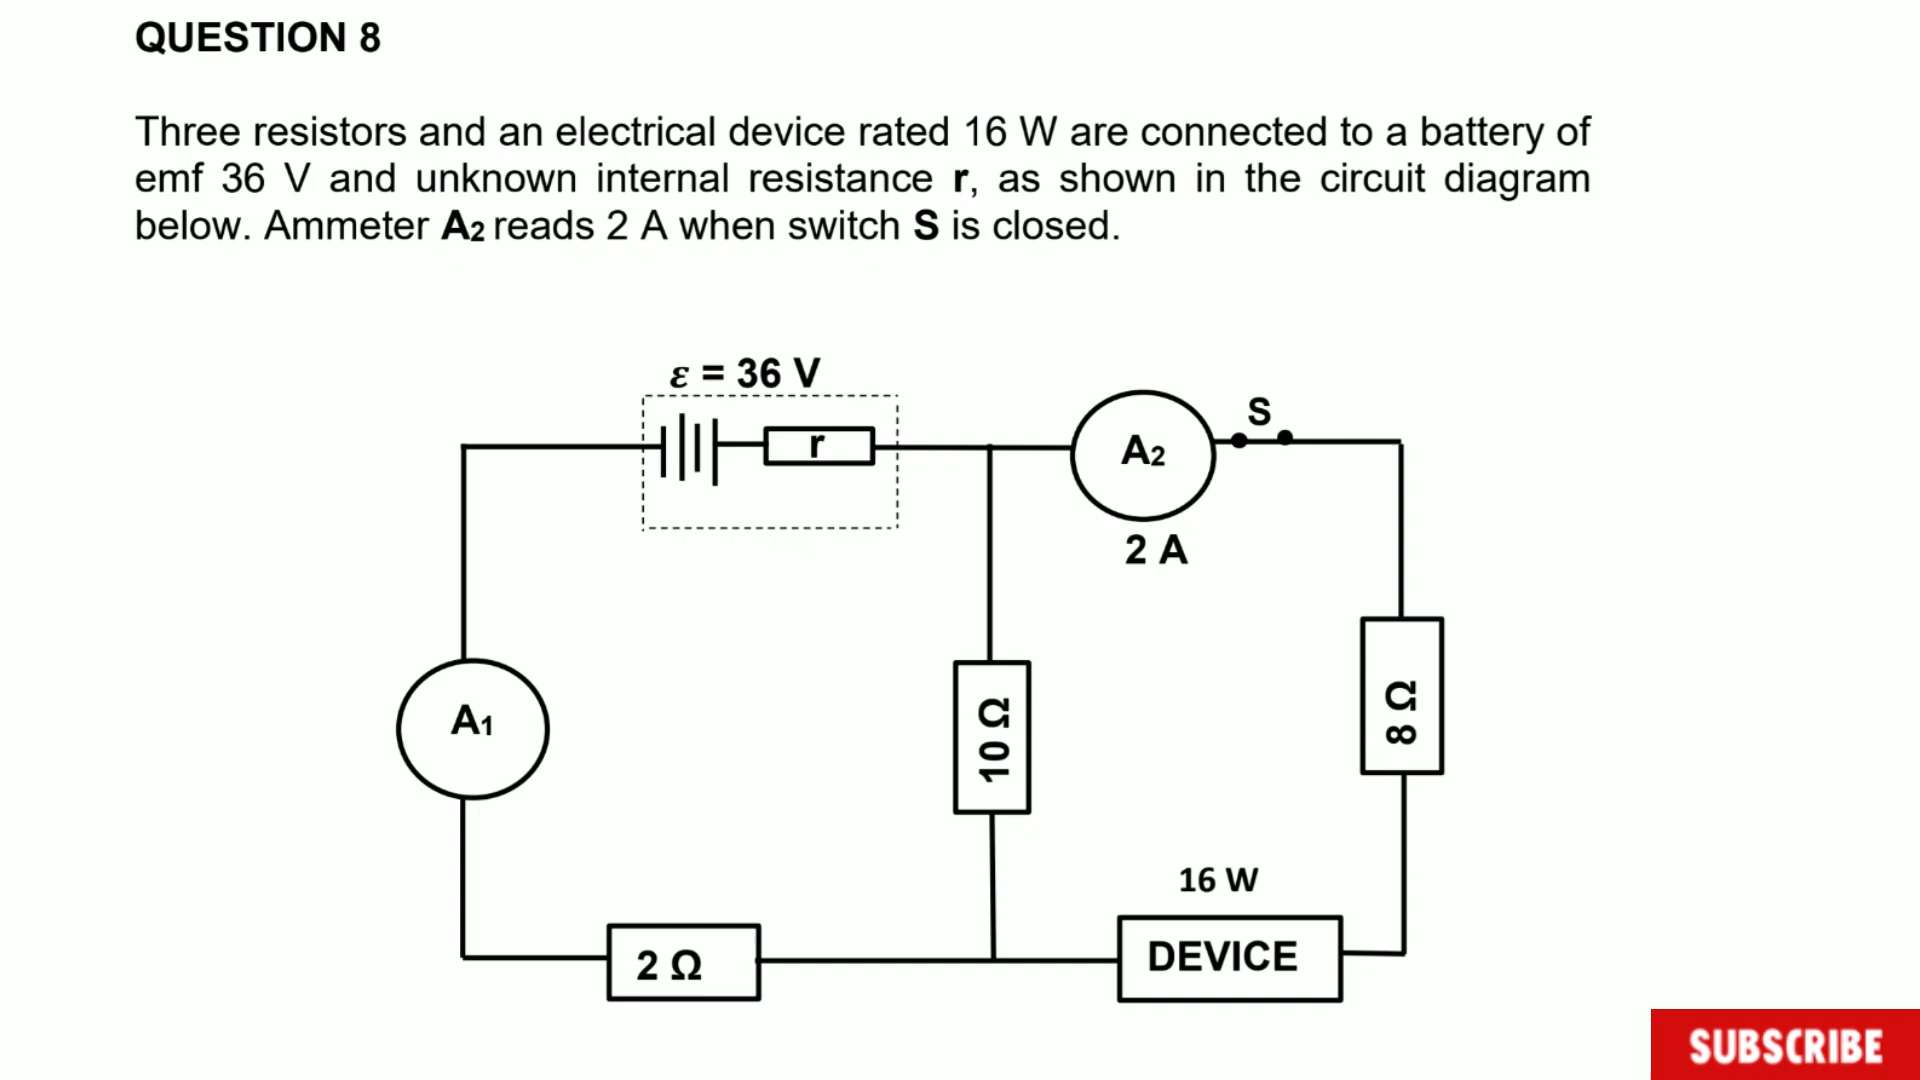 QUESTION 8
Three resistors and an electrical device rated 16 W are connected to a battery of
emf 36 V and unknown internal resistance r, as shown in the circuit diagram
below. Ammeter A2 reads 2 A when switch S is closed.
ε = 36 V
r
A2
S
2 A
A1
10 Ω
8 Ω
16 W
2 Ω
DEVICE
SUBSCRIBE